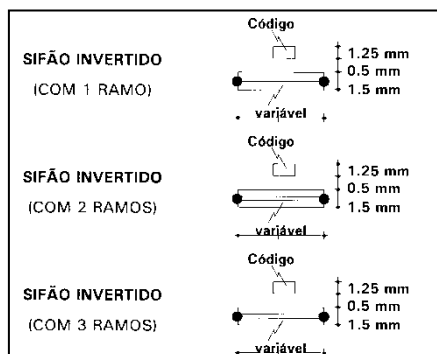 Código
SIFÃO INVERTIDO
(COM 1 RAMO)
1.25 mm
0.5 mm
1.5 mm
variável
Código
SIFÃO INVERTIDO
(COM 2 RAMOS)
1.25 mm
0.5 mm
1.5 mm
variável
Código
SIFÃO INVERTIDO
(COM 3 RAMOS)
1.25 mm
0.5 mm
1.5 mm
variável